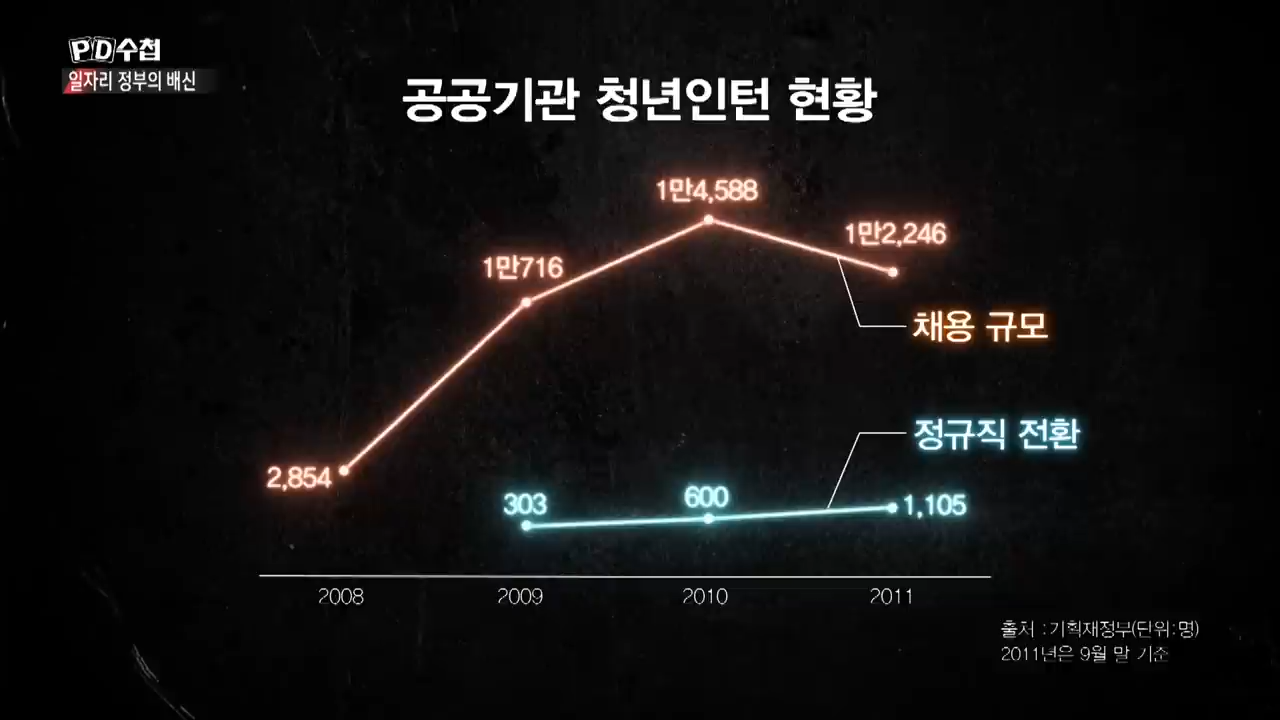 PD수첩
일자리 정부의 배신
공공기관 청년인턴 현황
1만4,588
1만2,246
1만716
채용 규모
정규직 전환
2,854
303
600
1,105
2008
2009
2010
2011
출처 : 기획재정부(단위:명)
2011년은 9월 말 기준